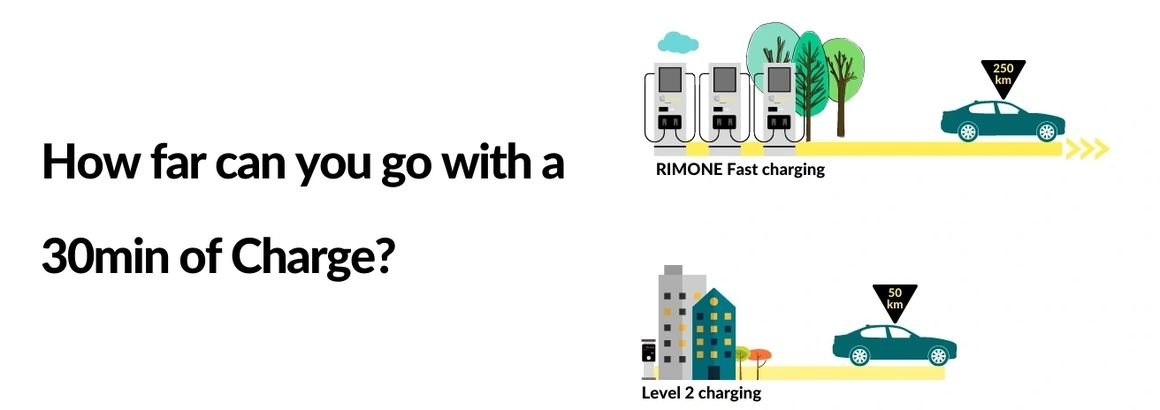 How far can you go with a
30min of Charge?
250
km
RIMONE Fast charging
50
km
Level 2 charging